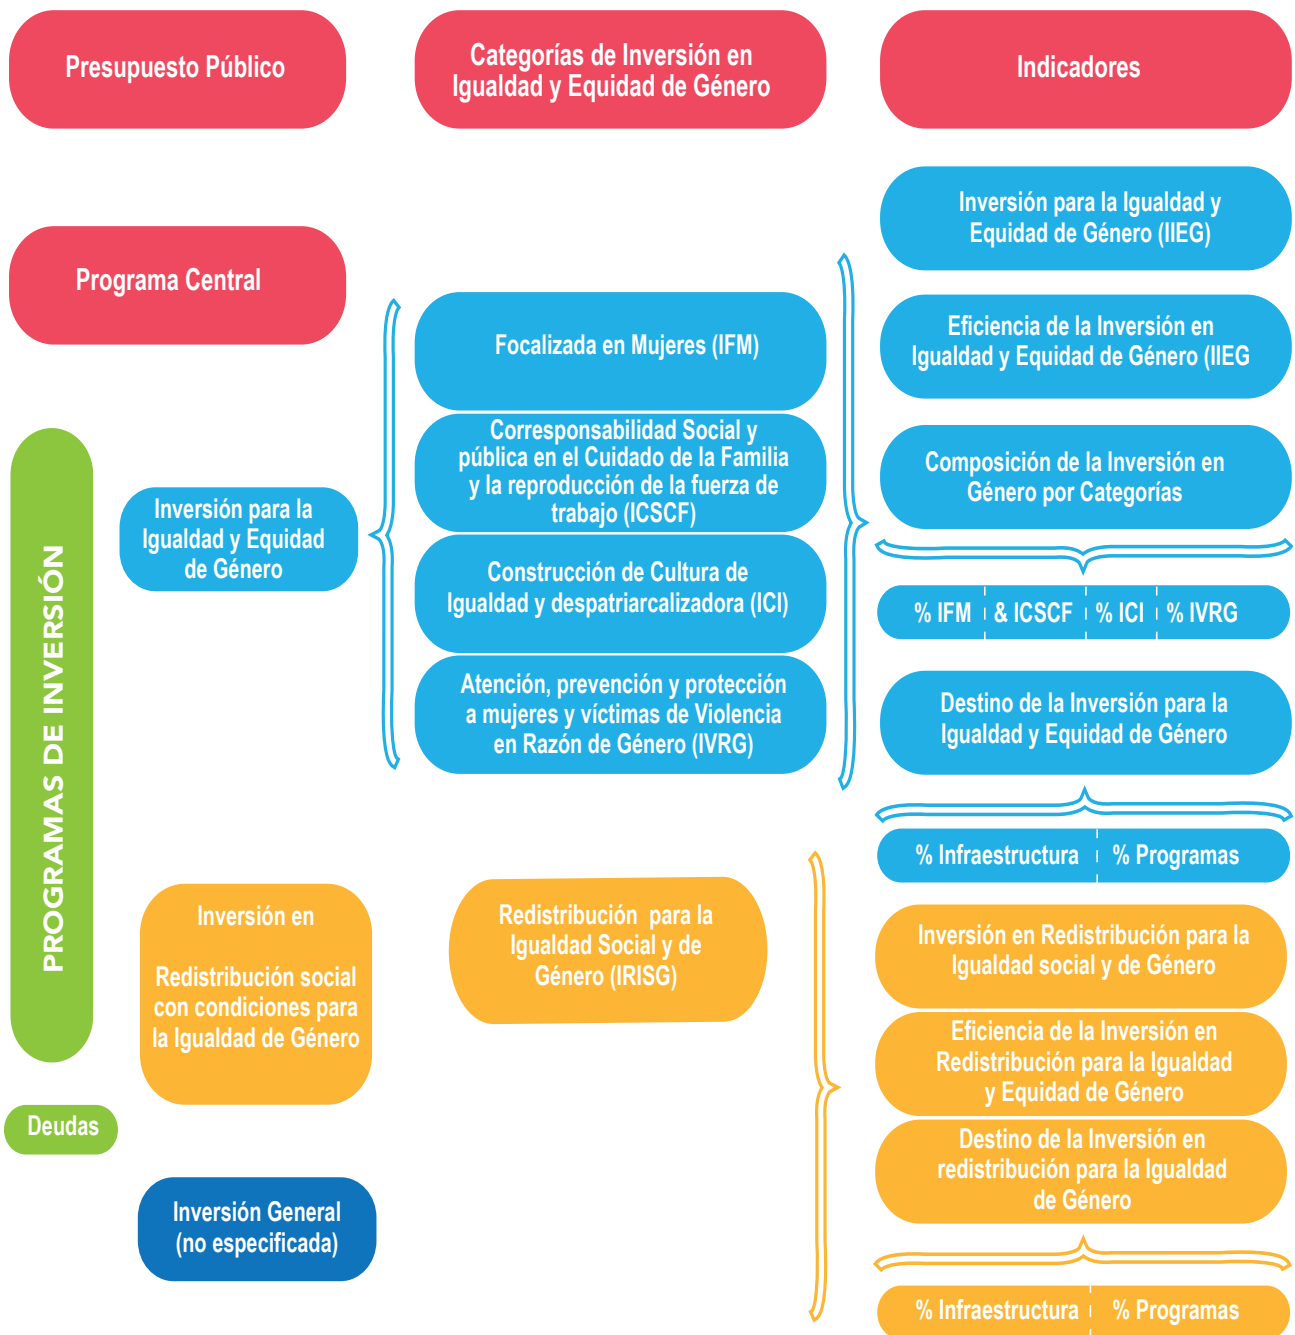 Presupuesto Público
Categorías de Inversión en
Igualdad y Equidad de Género
Indicadores
Programa Central
PROGRAMAS DE INVERSIÓN
Deudas
Inversión para la
Igualdad y Equidad
de Género
Inversión en
Redistribución social
con condiciones para
la Igualdad de Género
Inversión General
(no especificada)
Focalizada en Mujeres (IFM)
Corresponsabilidad Social y
pública en el Cuidado de la Familia
y la reproducción de la fuerza de
trabajo (ICSCF)
Construcción de Cultura de
Igualdad y despatriarcalizadora (ICI)
Atención, prevención y protección
a mujeres y víctimas de Violencia
en Razón de Género (IVRG)
Redistribución para la
Igualdad Social y de
Género (IRISG)
Inversión para la Igualdad y
Equidad de Género (IIEG)
Eficiencia de la Inversión en
Igualdad y Equidad de Género (IIEG
Composición de la Inversión en
Género por Categorías
% IFM & ICSCF % ICI % IVRG
Destino de la Inversión para la
Igualdad y Equidad de Género
% Infraestructura % Programas
Inversión en Redistribución para la
Igualdad social y de Género
Eficiencia de la Inversión en
Redistribución para la Igualdad
y Equidad de Género
Destino de la Inversión en
redistribución para la Igualdad
de Género
% Infraestructura % Programas